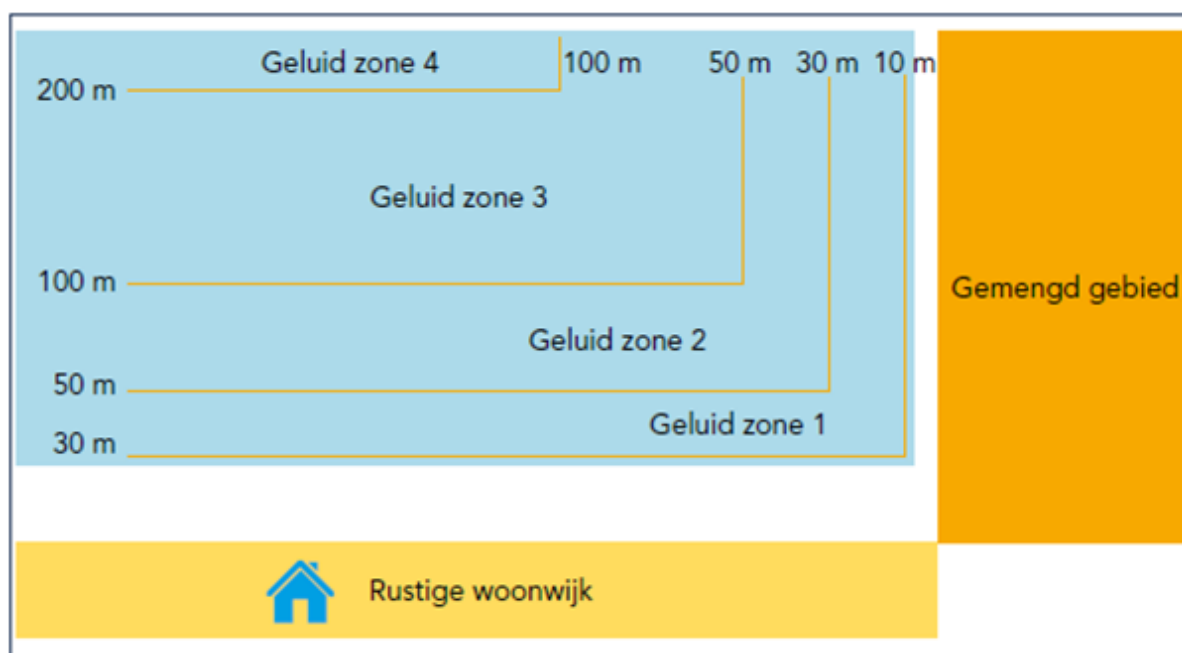 Geluid zone 4
100 m 50 m 30 m 10 m
200 m
Geluid zone 3
100 m
Gemengd gebied
Geluid zone 2
50 m
Geluid zone 1
30 m
Rustige woonwijk